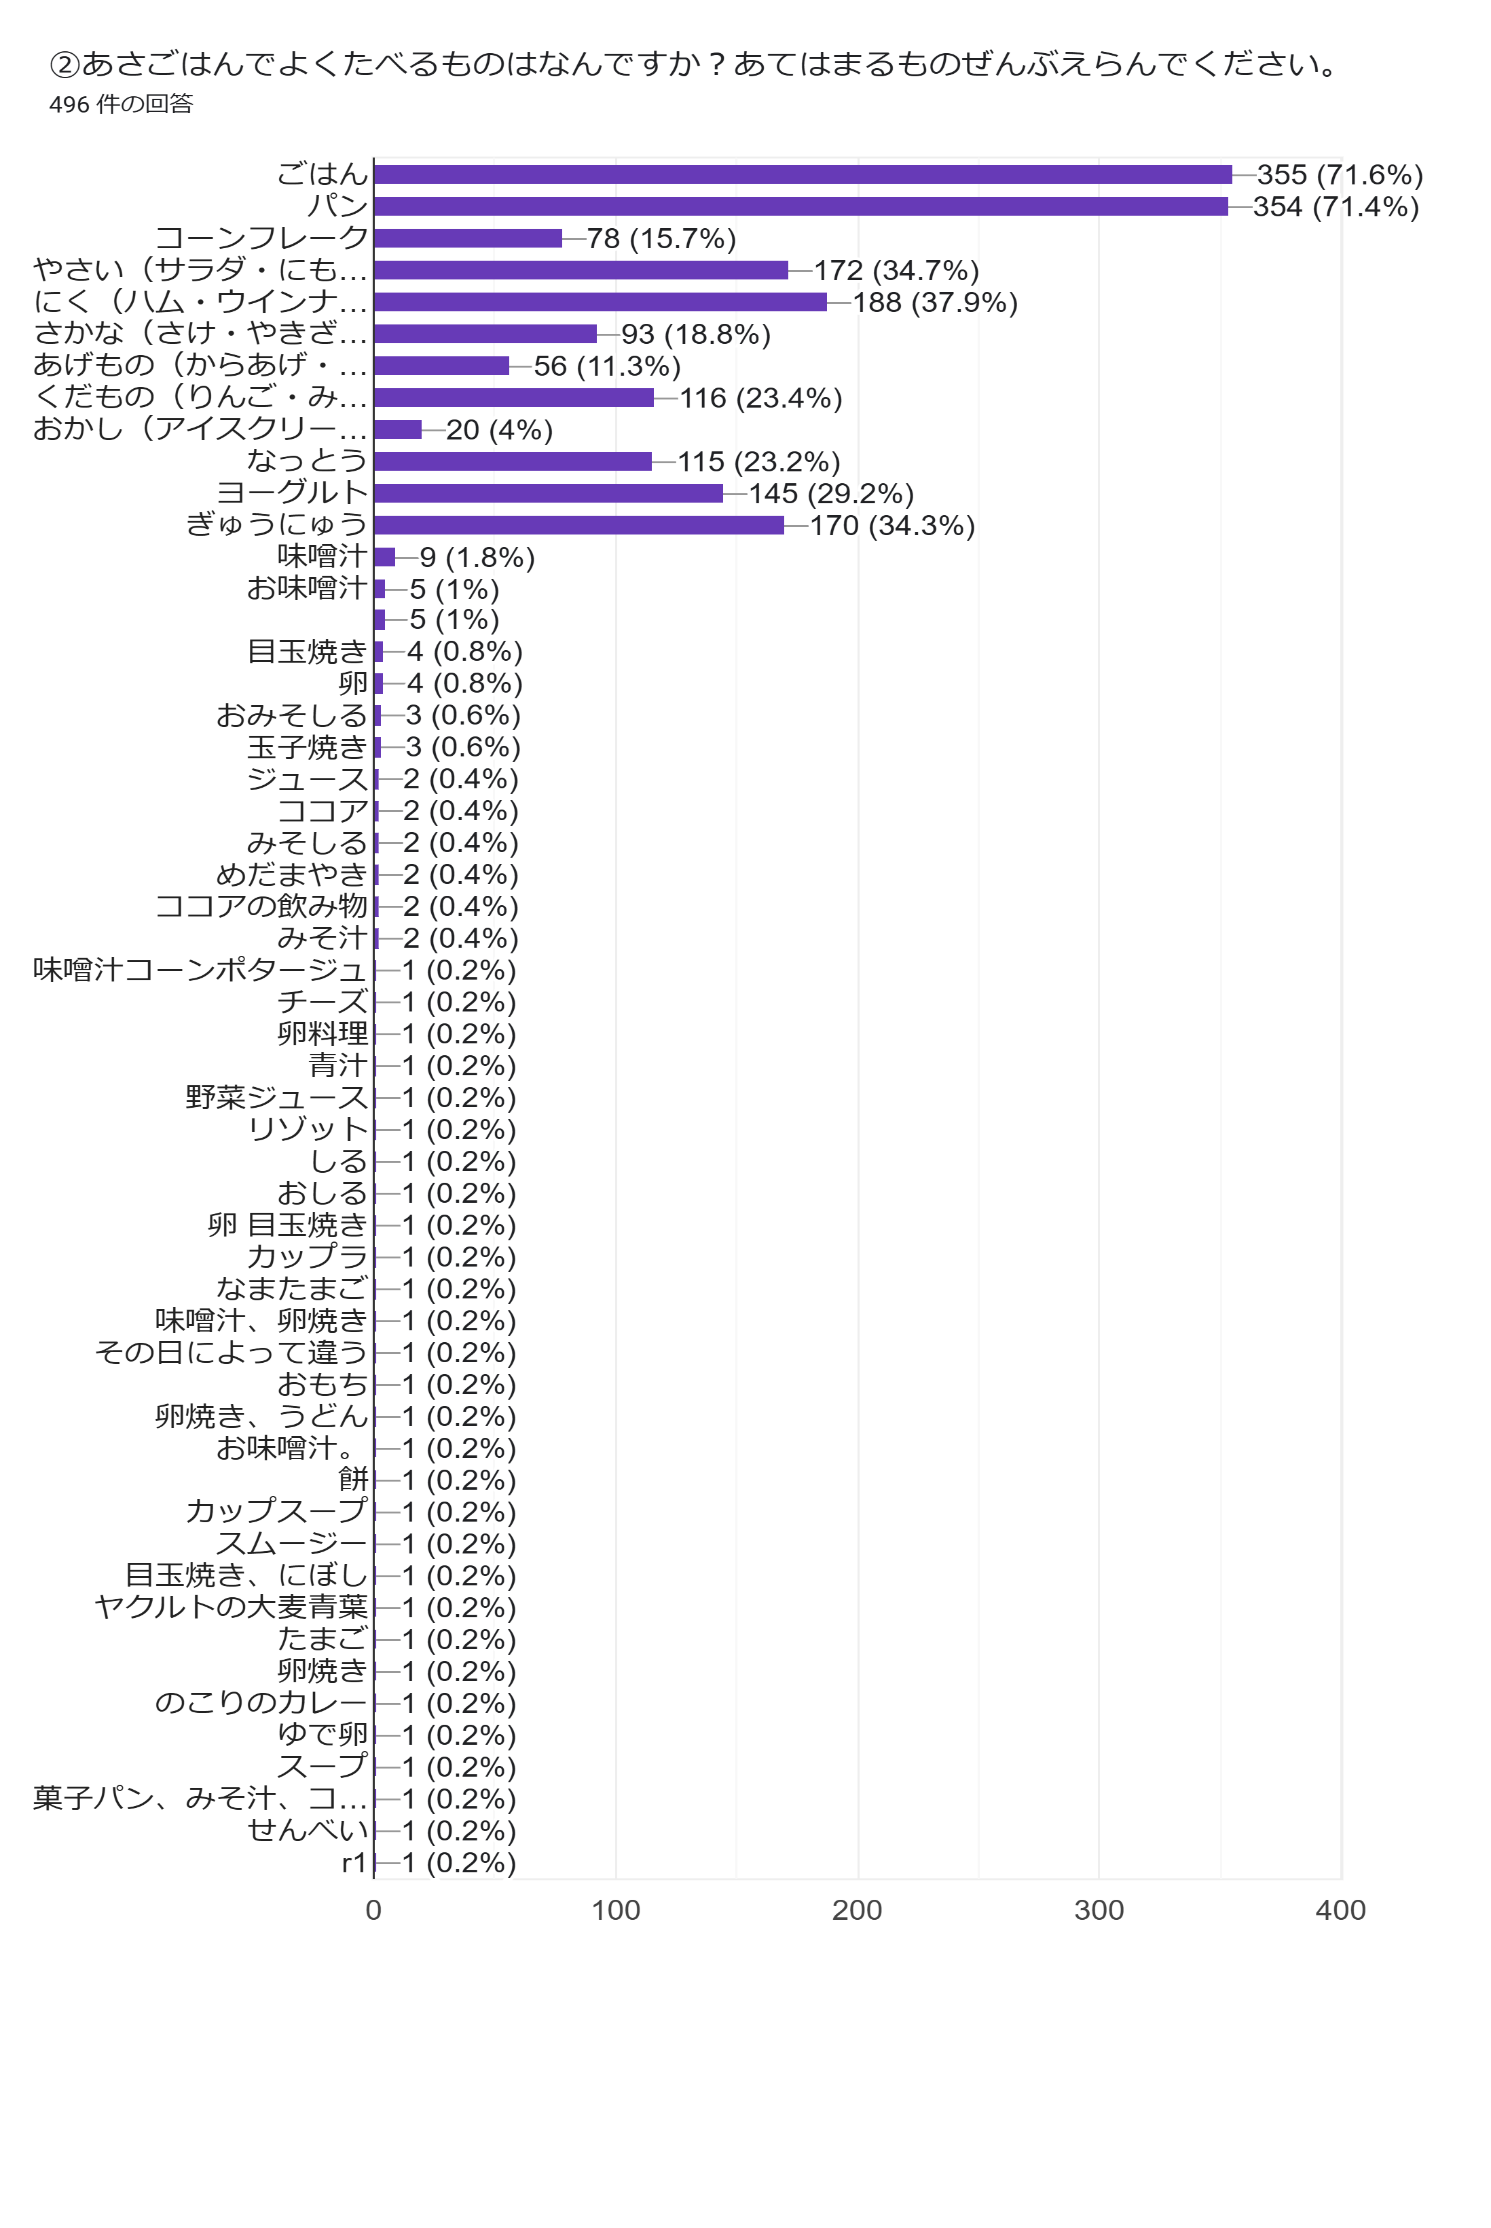 ②あさごはんでよくたべるものはなんですか？あてはまるものぜんぶえらんでください。
496 件の回答
ごはん 355 (71.6%)
パン 354 (71.4%)
コーンフレーク 78 (15.7%)
やさい（サラダ・にも… 172 (34.7%)
にく（ハム・ウインナ… 188 (37.9%)
さかな（さけ・やきざ… 93 (18.8%)
あげもの（からあげ・… 56 (11.3%)
くだもの（りんご・み… 116 (23.4%)
おかし（アイスクリー… 20 (4%)
なっとう 115 (23.2%)
ヨーグルト 145 (29.2%)
ぎゅうにゅう 170 (34.3%)
味噌汁 9 (1.8%)
お味噌汁 5 (1%)
5 (1%)
目玉焼き 4 (0.8%)
卵 4 (0.8%)
おみそしる 3 (0.6%)
玉子焼き 3 (0.6%)
ジュース 2 (0.4%)
ココア 2 (0.4%)
みそしる 2 (0.4%)
めだまやき 2 (0.4%)
ココアの飲み物 2 (0.4%)
みそ汁 2 (0.4%)
味噌汁コーンポタージュ 1 (0.2%)
チーズ 1 (0.2%)
卵料理 1 (0.2%)
青汁 1 (0.2%)
野菜ジュース 1 (0.2%)
リゾット 1 (0.2%)
しる 1 (0.2%)
おしる 1 (0.2%)
卵 目玉焼き 1 (0.2%)
カップラ 1 (0.2%)
なまたまご 1 (0.2%)
味噌汁、卵焼き 1 (0.2%)
その日によって違う 1 (0.2%)
おもち 1 (0.2%)
卵焼き、うどん 1 (0.2%)
お味噌汁。 1 (0.2%)
餅 1 (0.2%)
カップスープ 1 (0.2%)
スムージー 1 (0.2%)
目玉焼き、にぼし 1 (0.2%)
ヤクルトの大麦青葉 1 (0.2%)
たまご 1 (0.2%)
卵焼き 1 (0.2%)
のこりのカレー 1 (0.2%)
ゆで卵 1 (0.2%)
スープ 1 (0.2%)
菓子パン、みそ汁、コ… 1 (0.2%)
せんべい 1 (0.2%)
r1 1 (0.2%)
0 100 200 300 400